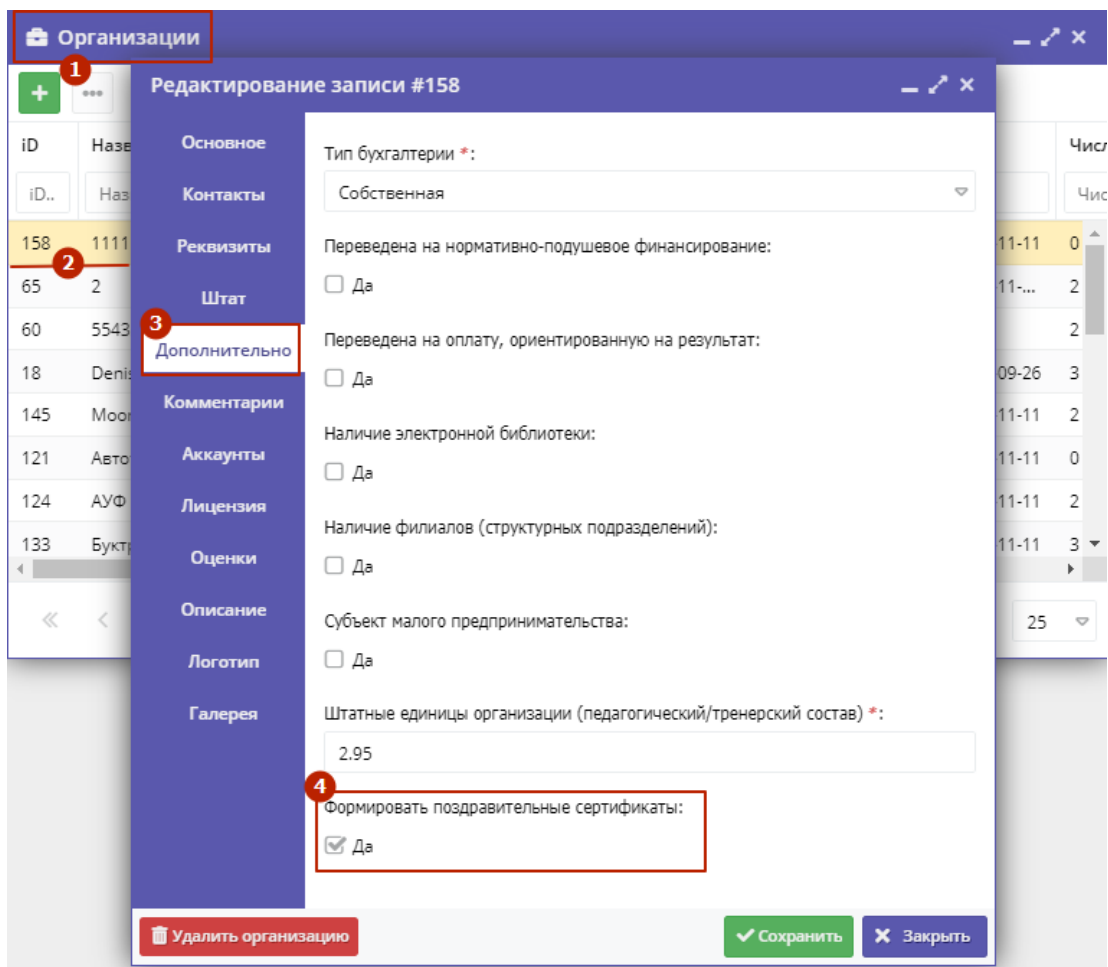 Организации
1
Редактирование записи #158
iD
Назв
Числ
iD..
Наз
Чис
158
1111
11-11
0
2
65
2
11-...
2
60
5543
2
18
Denis
09-26
3
145
Moor
11-11
2
121
Авто
11-11
0
124
АУФ
11-11
2
133
Буктр
11-11
3
25
Основное
Контакты
Реквизиты
Штат
3
Дополнительно
Комментарии
Аккаунты
Лицензия
Оценки
Описание
Логотип
Галерея
Тип бухгалтерии *:
Собственная
Переведена на нормативно-подушевое финансирование:
Да
Переведена на оплату, ориентированную на результат:
Да
Наличие электронной библиотеки:
Да
Наличие филиалов (структурных подразделений):
Да
Субъект малого предпринимательства:
Да
Штатные единицы организации (педагогический/тренерский состав) *:
2.95
4
Формировать поздравительные сертификаты:
Да
Удалить организацию
Сохранить
Закрыть